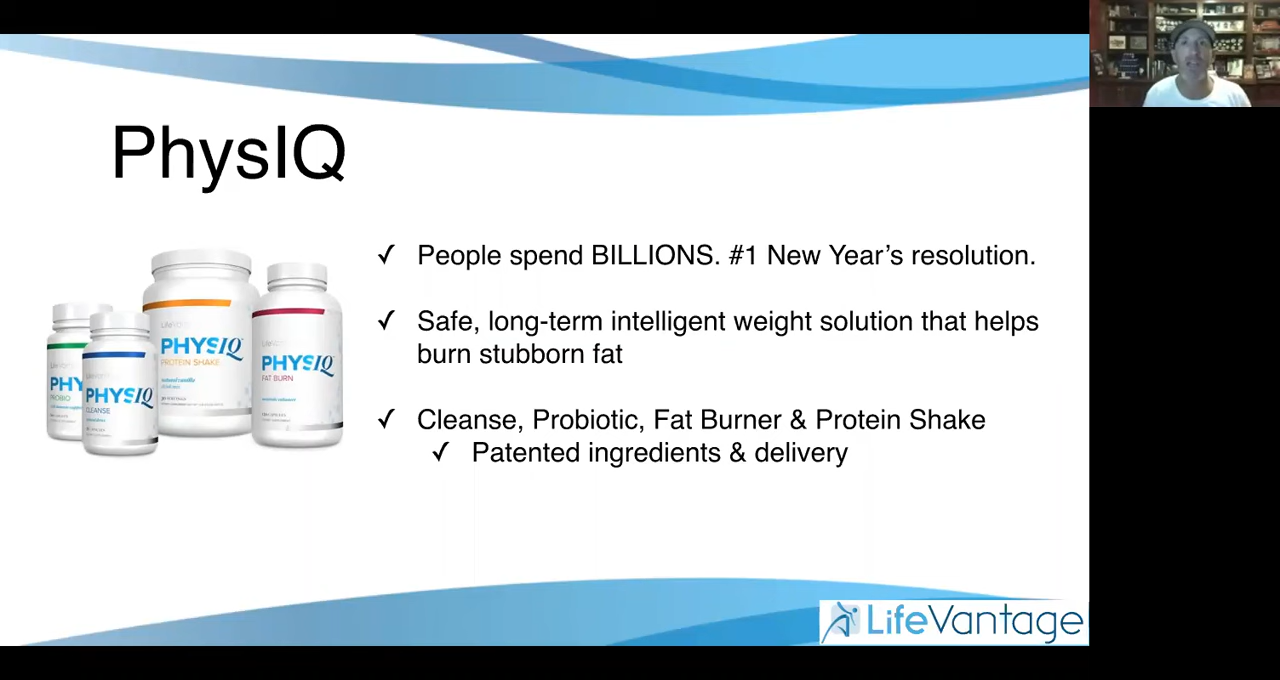 PhysIQ
✓ People spend BILLIONS. #1 New Year's resolution.
✓ Safe, long-term intelligent weight solution that helps
burn stubborn fat
✓ Cleanse, Probiotic, Fat Burner & Protein Shake
✓ Patented ingredients & delivery
PHYSIQ
PROTEIN SHAKE
PHYSIQ
FAT BURN
PHY
PROBIO
PHYSIQ
CLEANSE
LifeVantage